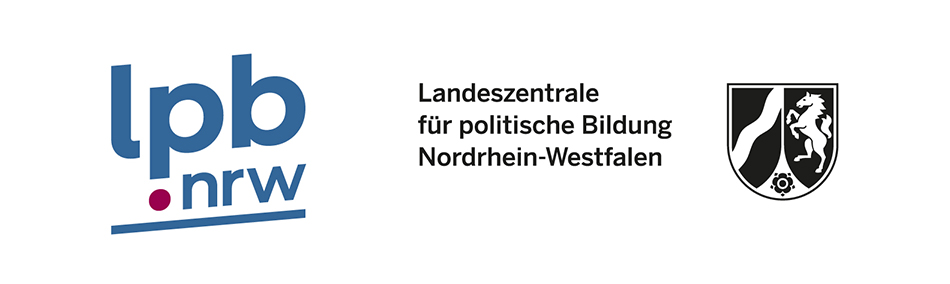 lpb
.nrw
Landeszentrale
für politische Bildung
Nordrhein-Westfalen